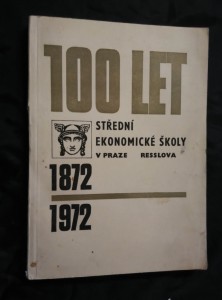 100 LET
STŘEDNÍ
EKONOMICKÉ ŠKOLY
V PRAZE RESSLOVA
1872
1972